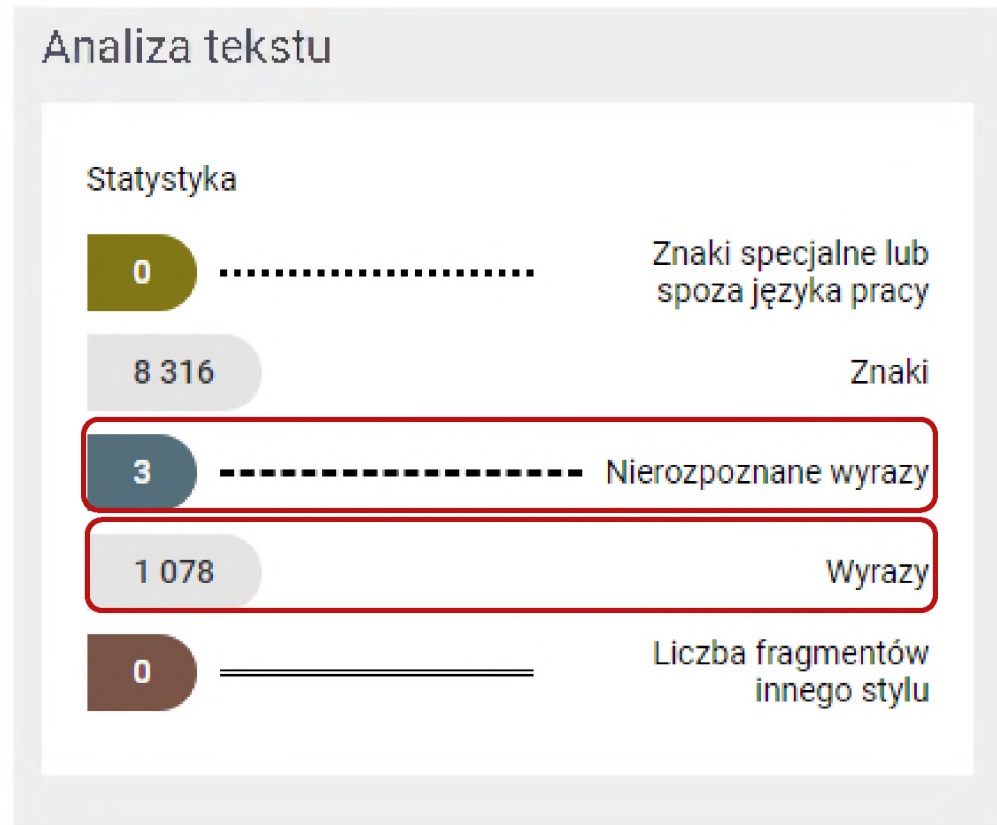 Analiza tekstu
Statystyka
0 Znaki specjalne lub
spoza języka pracy
8 316 Znaki
3 Nierozpoznane wyrazy
1 078 Wyrazy
0 Liczba fragmentów
innego stylu